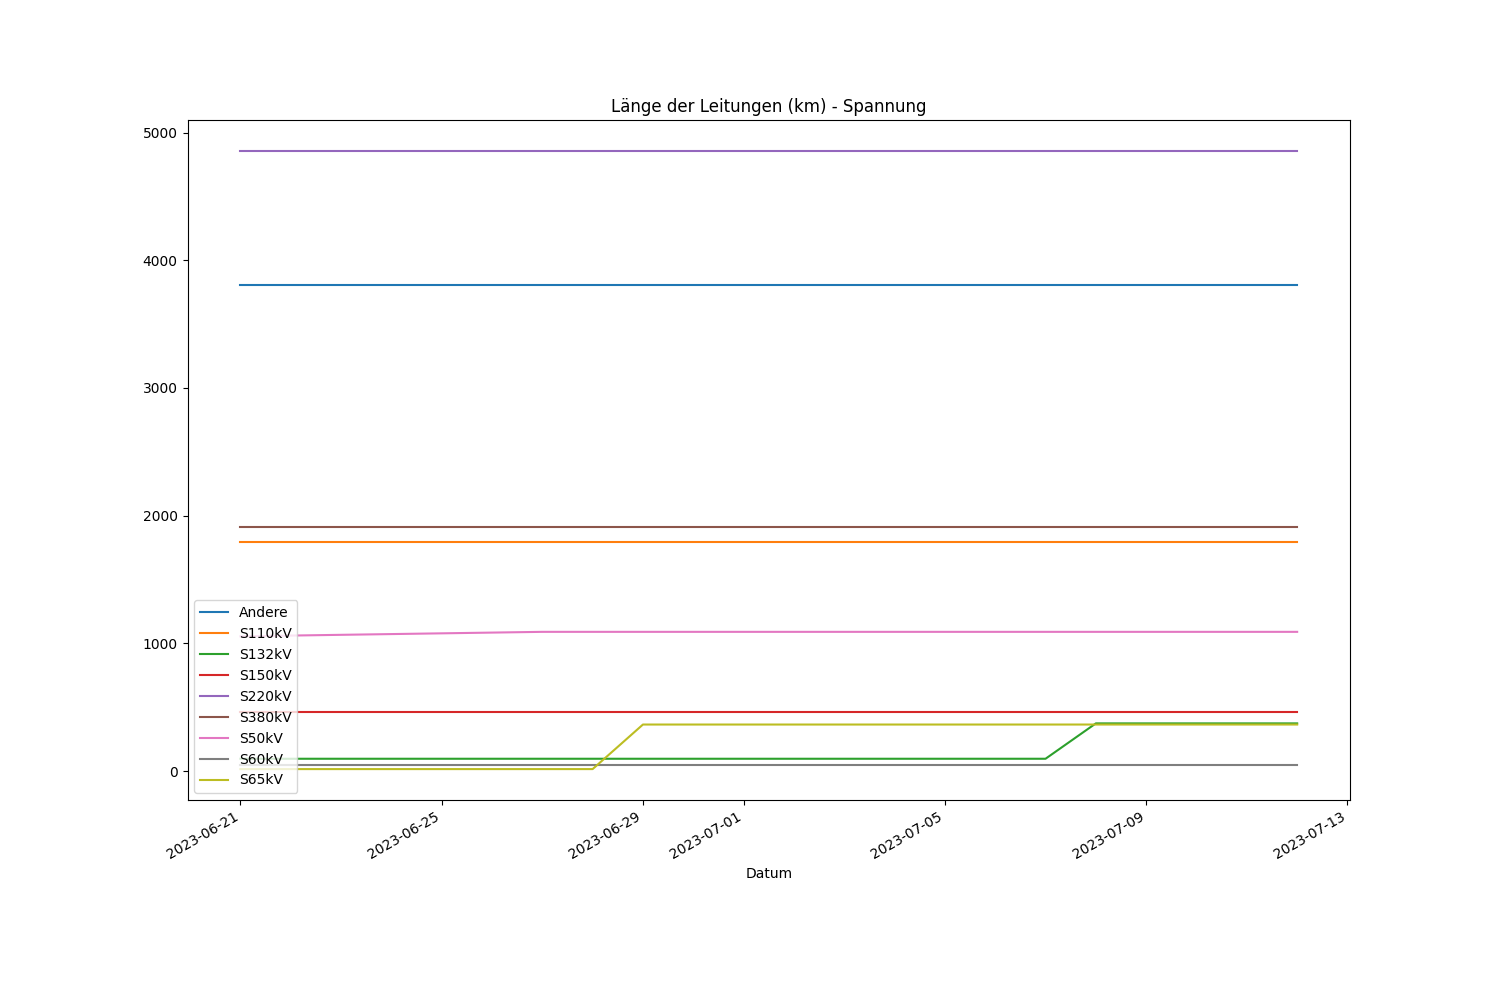 Länge der Leitungen (km) - Spannung
5000
4000
3000
2000
1000
0
Andere
S110kV
S132kV
S150kV
S220kV
S380kV
S50kV
S60kV
S65kV
2023-06-21
2023-06-25
2023-06-29
2023-07-01
2023-07-05
2023-07-09
2023-07-13
Datum